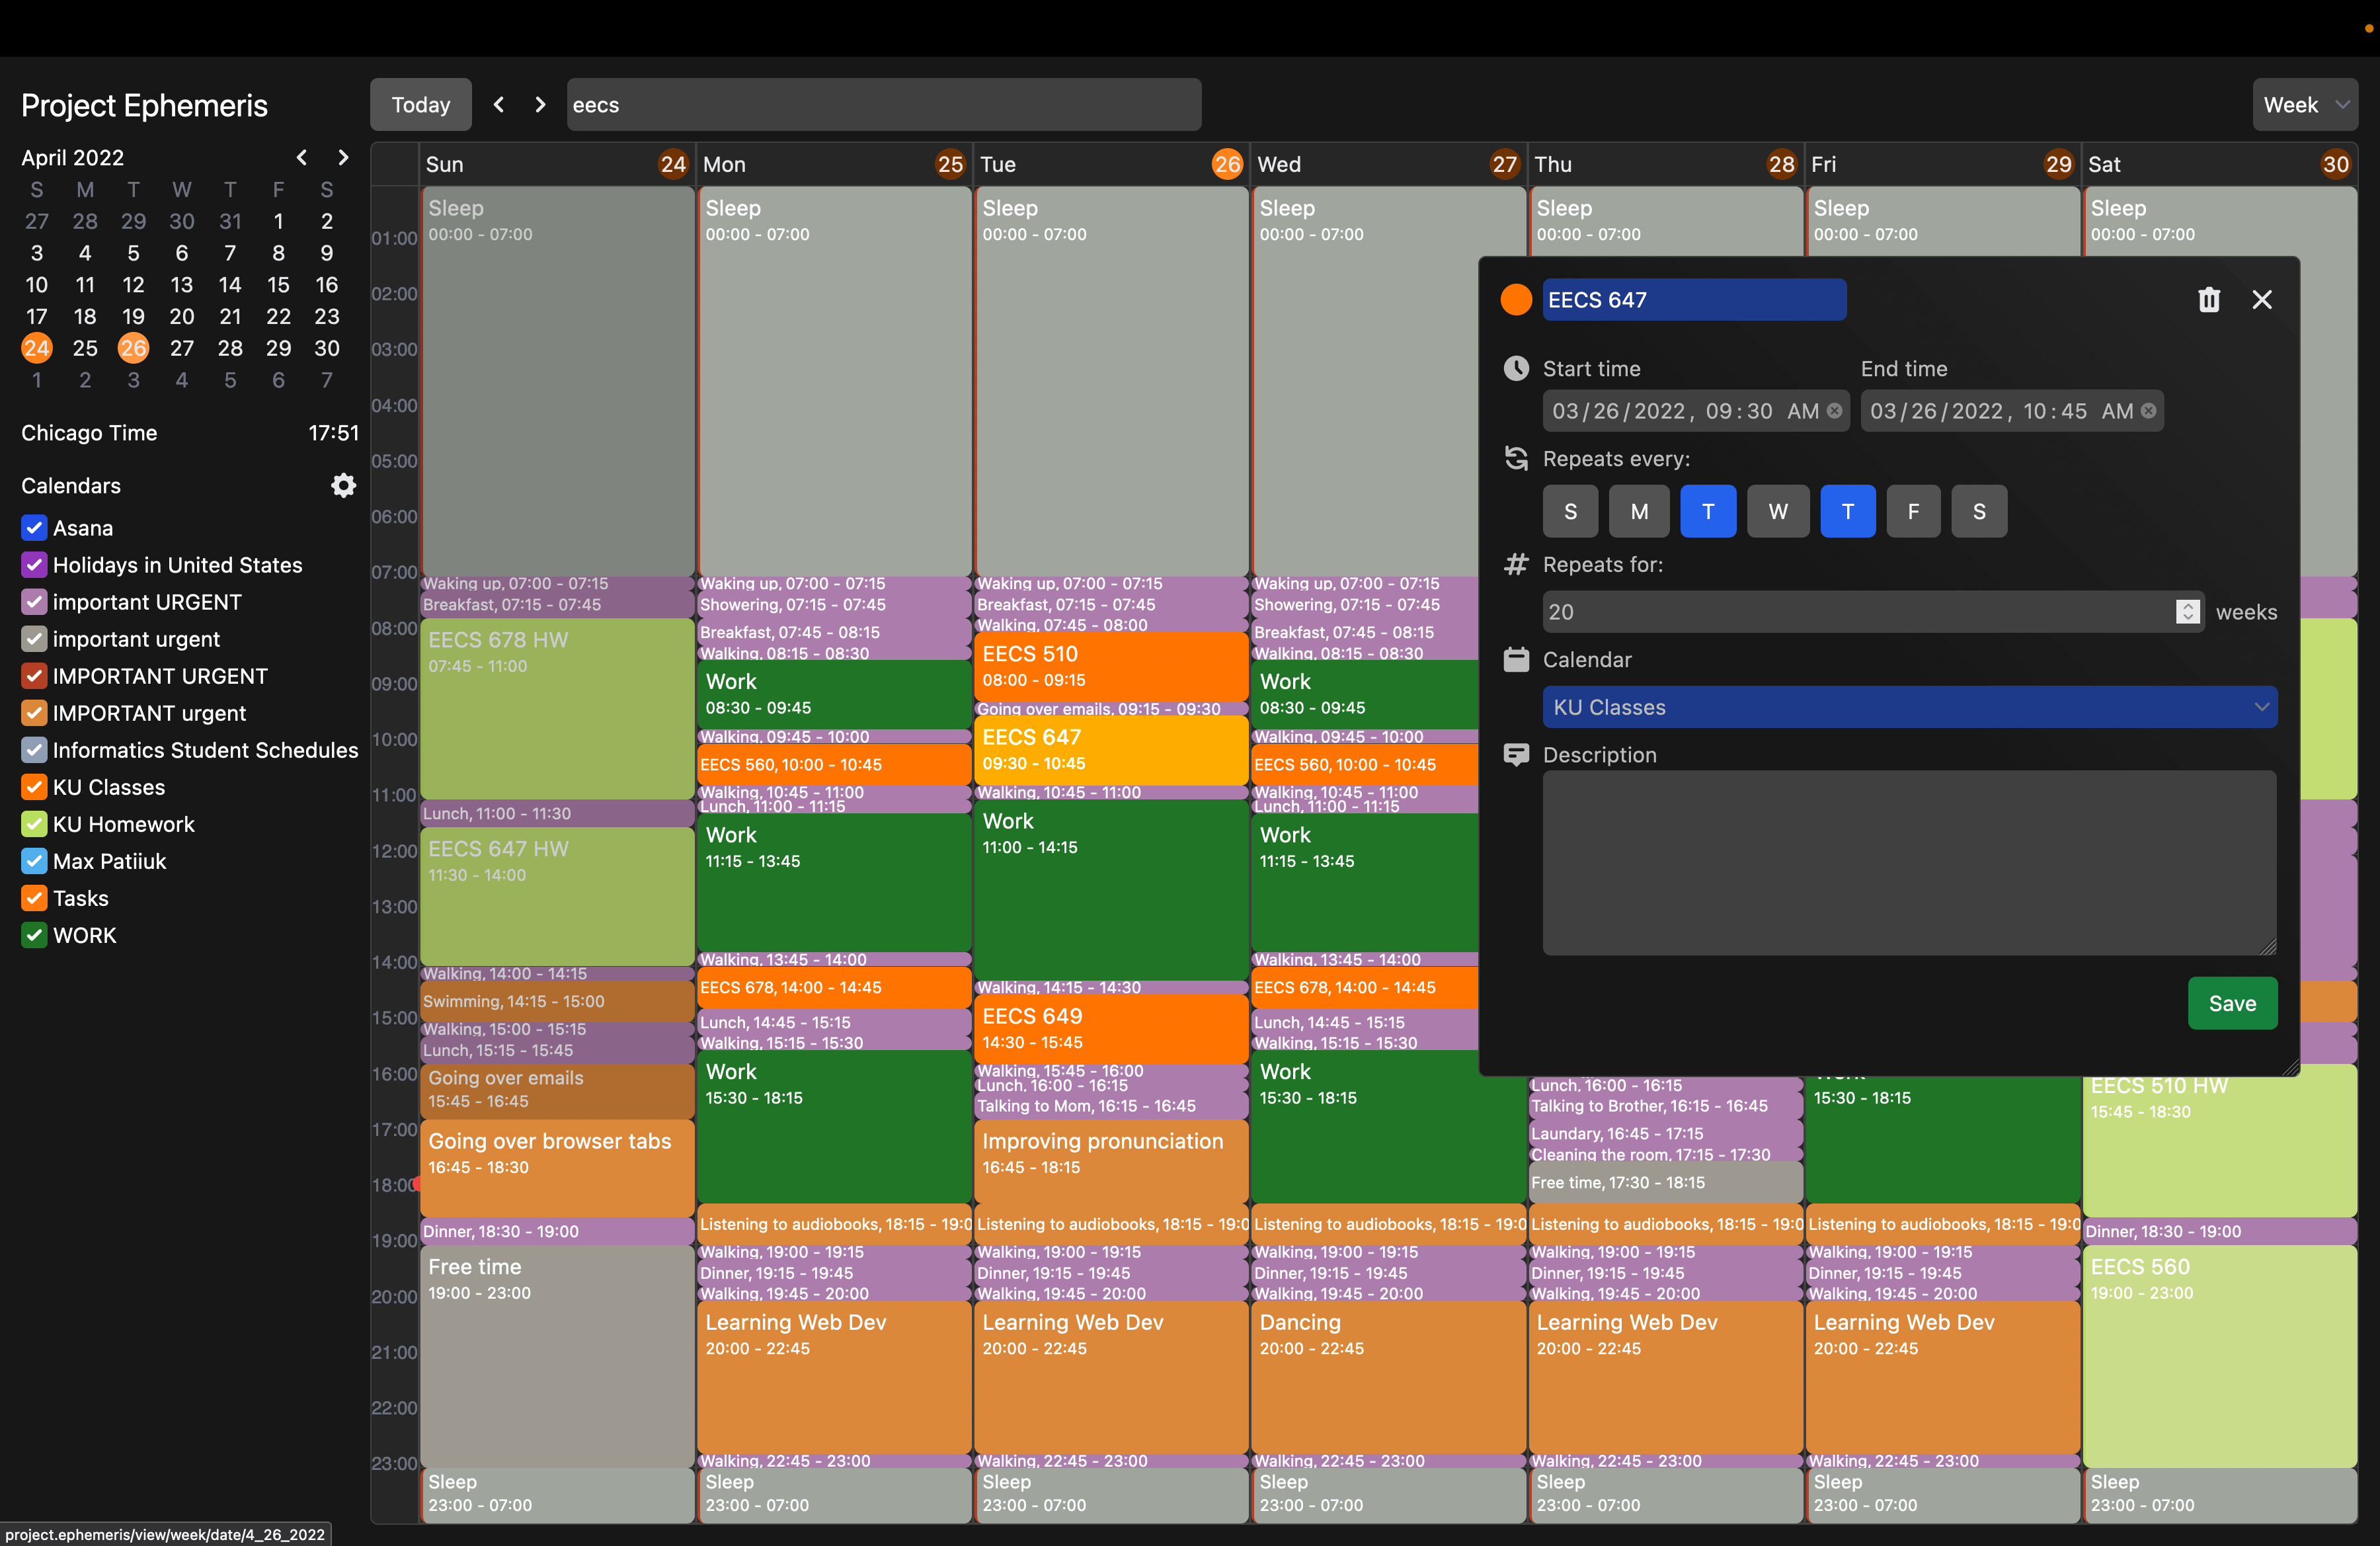 Project Ephemeris
Today
eecs
Week
April 2022
S M T W T F S
27 28 29 30 31 1 2
3 4 5 6 7 8 9
10 11 12 13 14 15 16
17 18 19 20 21 22 23
24 25 26 27 28 29 30
1 2 3 4 5 6 7
Chicago Time 17:51
Calendars
Asana
Holidays in United States
important URGENT
important urgent
IMPORTANT URGENT
IMPORTANT urgent
Informatics Student Schedules
KU Classes
KU Homework
Max Patiiuk
Tasks
WORK
01:00
02:00
03:00
04:00
05:00
06:00
07:00
08:00
09:00
10:00
11:00
12:00
13:00
14:00
15:00
16:00
17:00
18:00
19:00
20:00
21:00
22:00
23:00
Sun 24
Sleep
00:00 - 07:00
Waking up, 07:00 - 07:15
Breakfast, 07:15 - 07:45
EECS 678 HW
07:45 - 11:00
Lunch, 11:00 - 11:30
EECS 647 HW
11:30 - 14:00
Walking, 14:00 - 14:15
Swimming, 14:15 - 15:00
Walking, 15:00 - 15:15
Lunch, 15:15 - 15:45
Going over emails
15:45 - 16:45
Going over browser tabs
16:45 - 18:30
Dinner, 18:30 - 19:00
Free time
19:00 - 23:00
Sleep
23:00 - 07:00
Mon 25
Sleep
00:00 - 07:00
Waking up, 07:00 - 07:15
Showering, 07:15 - 07:45
Breakfast, 07:45 - 08:15
Walking, 08:15 - 08:30
Work
08:30 - 09:45
Walking, 09:45 - 10:00
EECS 560, 10:00 - 10:45
Walking, 10:45 - 11:00
Lunch, 11:00 - 11:15
Work
11:15 - 13:45
Walking, 13:45 - 14:00
EECS 678, 14:00 - 14:45
Lunch, 14:45 - 15:15
Walking, 15:15 - 15:30
Work
15:30 - 18:15
Listening to audiobooks, 18:15 - 19:0
Walking, 19:00 - 19:15
Dinner, 19:15 - 19:45
Walking, 19:45 - 20:00
Learning Web Dev
20:00 - 22:45
Walking, 22:45 - 23:00
Sleep
23:00 - 07:00
Tue 26
Sleep
00:00 - 07:00
Waking up, 07:00 - 07:15
Breakfast, 07:15 - 07:45
Walking, 07:45 - 08:00
EECS 510
08:00 - 09:15
Going over emails, 09:15 - 09:30
EECS 647
09:30 - 10:45
Walking, 10:45 - 11:00
Work
11:00 - 14:15
Walking, 14:15 - 14:30
EECS 649
14:30 - 15:45
Walking, 15:45 - 16:00
Lunch, 16:00 - 16:15
Talking to Mom, 16:15 - 16:45
Improving pronunciation
16:45 - 18:15
Listening to audiobooks, 18:15 - 19:0
Walking, 19:00 - 19:15
Dinner, 19:15 - 19:45
Walking, 19:45 - 20:00
Learning Web Dev
20:00 - 22:45
Walking, 22:45 - 23:00
Sleep
23:00 - 07:00
Wed 27
Sleep
00:00 - 07:00
Waking up, 07:00 - 07:15
Showering, 07:15 - 07:45
Breakfast, 07:45 - 08:15
Walking, 08:15 - 08:30
Work
08:30 - 09:45
Walking, 09:45 - 10:00
EECS 560, 10:00 - 10:45
Walking, 10:45 - 11:00
Lunch, 11:00 - 11:15
Work
11:15 - 13:45
Walking, 13:45 - 14:00
EECS 678, 14:00 - 14:45
Lunch, 14:45 - 15:15
Walking, 15:15 - 15:30
Work
15:30 - 18:15
Listening to audiobooks, 18:15 - 19:0
Walking, 19:00 - 19:15
Dinner, 19:15 - 19:45
Walking, 19:45 - 20:00
Dancing
20:00 - 22:45
Walking, 22:45 - 23:00
Sleep
23:00 - 07:00
Thu 28
Sleep
00:00 - 07:00
Lunch, 16:00 - 16:15
Talking to Brother, 16:15 - 16:45
Laundary, 16:45 - 17:15
Cleaning the room, 17:15 - 17:30
Free time, 17:30 - 18:15
Listening to audiobooks, 18:15 - 19:0
Walking, 19:00 - 19:15
Dinner, 19:15 - 19:45
Walking, 19:45 - 20:00
Learning Web Dev
20:00 - 22:45
Walking, 22:45 - 23:00
Sleep
23:00 - 07:00
Fri 29
Sleep
00:00 - 07:00
15:30 - 18:15
Listening to audiobooks, 18:15 - 19:0
Walking, 19:00 - 19:15
Dinner, 19:15 - 19:45
Walking, 19:45 - 20:00
Learning Web Dev
20:00 - 22:45
Walking, 22:45 - 23:00
Sleep
23:00 - 07:00
Sat 30
Sleep
00:00 - 07:00
EECS 510 HW
15:45 - 18:30
Dinner, 18:30 - 19:00
EECS 560
19:00 - 23:00
Sleep
23:00 - 07:00
EECS 647
Start time End time
03/26/2022, 09:30 AM 03/26/2022, 10:45 AM
Repeats every:
S M T W T F S
Repeats for:
20 weeks
Calendar
KU Classes
Description
Save
project.ephemeris/view/week/date/4_26_2022